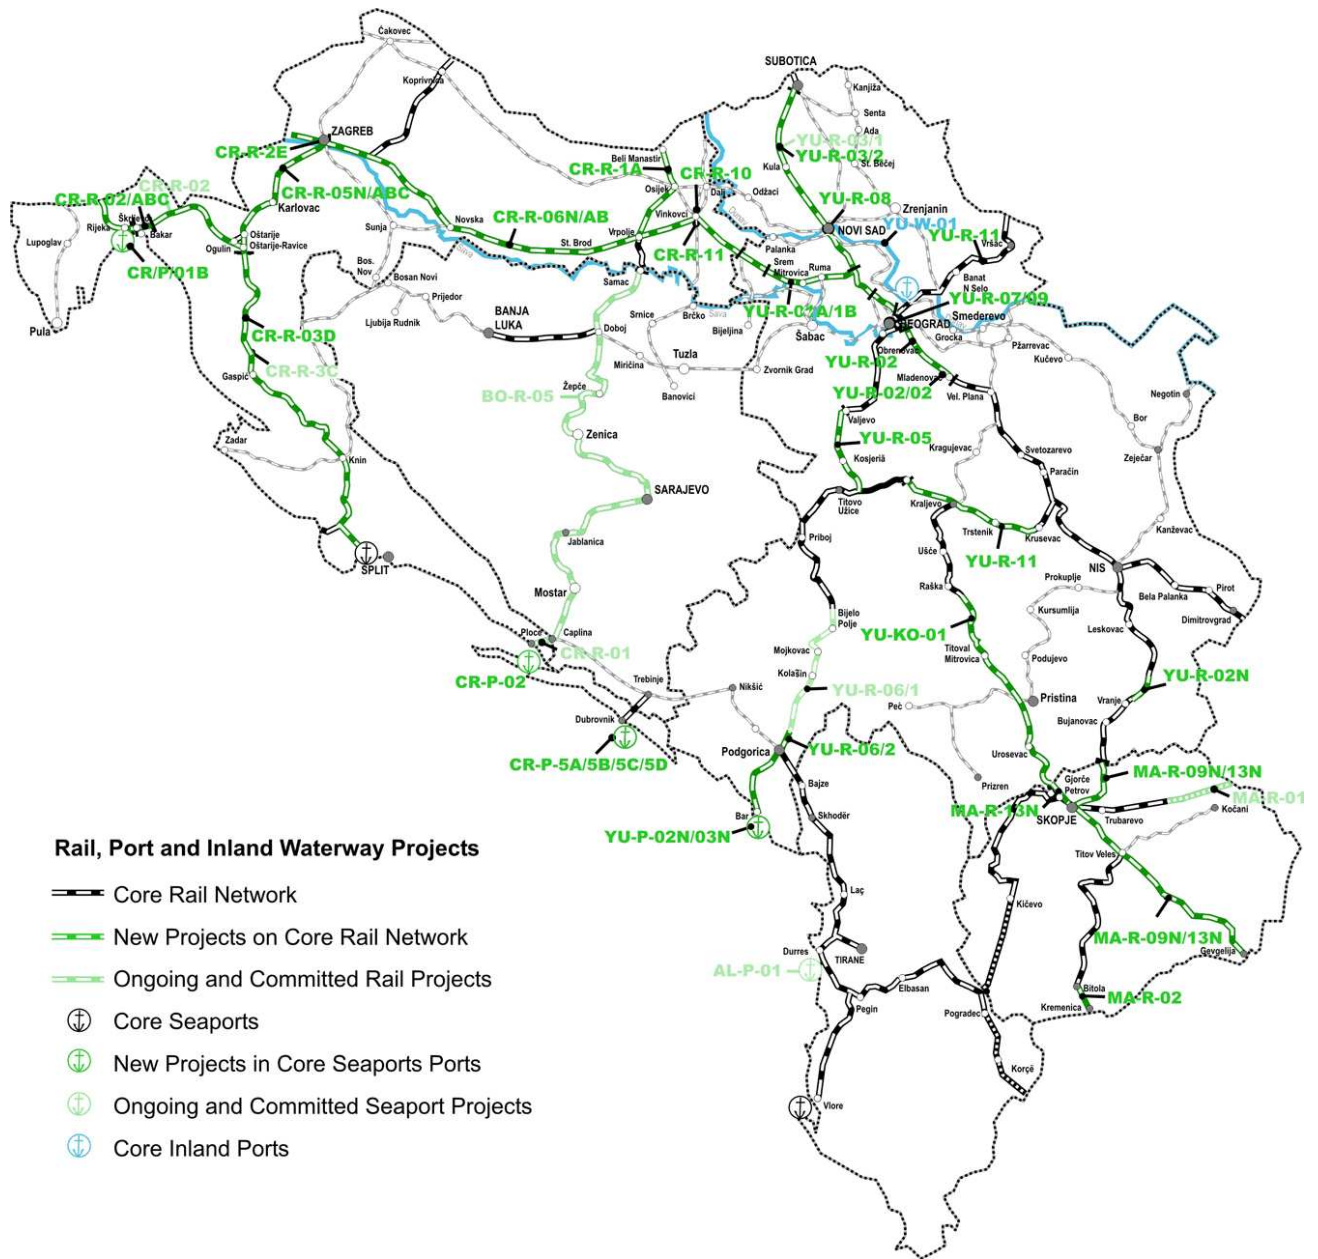 Čakovec
SUBOTICA
Koprivnica
Kanjiža
Senta
ZAGREB
Ada
YU-R-03/1
CR-R-2E
Beli Manastir
YU-R-03/2
CR-R-1A
CR-R-10
Kula
St. Bečej
CR-R-02
CR-R-05N/ABC
Osijek
Dalj
Odžaci
CR-R-02/ABC
YU-R-08
Karlovac
Zrenjanin
Škrljevo
Novska
CR-R-06N/AB
Vinkovci
YU-W-01
Rijeka
Bakar
Sunja
Vrpolje
NOVI SAD
YU-R-11
Lupoglav
Oštarije
Oštarije-Ravice
Ogulin
St. Brod
CR-R-11
Palanka
Vršac
CR/P/01B
Bos.
Nov
Bosan Novi
Samac
Srem
Mitrovica
Ruma
Banat
N Selo
Prijedor
YU-R-07/09
Pula
Ljubija Rudnik
BANJA
LUKA
Srnice
Brčko
Sava
Bijeljina
Šabac
BEOGRAD
Smederevo
CR-R-03D
Doboj
Grocka
Pžarrevac
Obrenovac
Tuzla
Kučevo
CR-R-3C
Miričina
Zvornik Grad
YU-R-02
Gaspić
Žepče
Banovici
Mladenovac
YU-R-02/02
Vel. Plana
Negotin
BO-R-05
Valjevo
Bor
Zenica
YU-R-05
Zadar
Kragujevac
Svetozarevo
Zeječar
Knin
Kosjerić
Paračin
SARAJEVO
Titovo
Užice
Kraljevo
Trstenik
Krusevac
Kanževac
Jablanica
Priboj
Ušće
YU-R-11
SPLIT
NIS
Raška
Prokuplje
Bela Palanka
Pirot
Mostar
Kursumlija
Dimitrovgrad
Bijelo
Polje
YU-KO-01
Leskovac
Ploce
Caplina
CR-R-01
Mojkovac
Titoval
Mitrovica
Podujevo
CR-P-02
Kolašin
YU-R-02N
Trebinje
Nikšić
YU-R-06/1
Pristina
Vranje
Peć
Dubrovnik
Bujanovac
Podgorica
YU-R-06/2
Urosevac
CR-P-5A/5B/5C/5D
Gjorče
Petrov
MA-R-09N/13N
Bajze
Prizren
MA-R-01
MA-R-13N
SKOPJE
Trubarevo
Kočani
Bar
Skhodër
YU-P-02N/03N
Titov Veles
Rail, Port and Inland Waterway Projects
Core Rail Network
Laç
Kičevo
New Projects on Core Rail Network
MA-R-09N/13N
Durres
TIRANE
Gevgelija
Ongoing and Committed Rail Projects
AL-P-01
Elbasan
Bitola
MA-R-02
Pegin
Pogradec
Kremenica
Core Seaports
New Projects in Core Seaports Ports
Korçë
Ongoing and Committed Seaport Projects
Vlore
Core Inland Ports